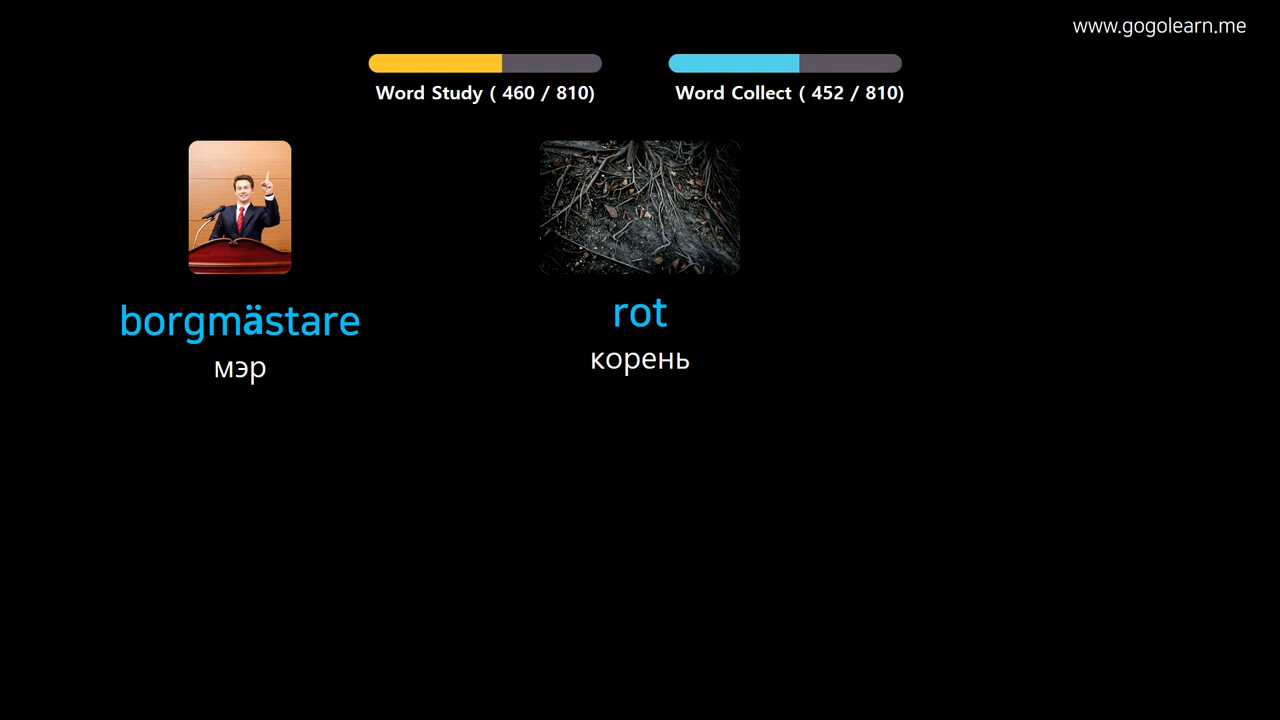 www.gogolearn.me
Word Study ( 460 / 810)
Word Collect ( 452 / 810)
borgmästare
мэр
rot
корень